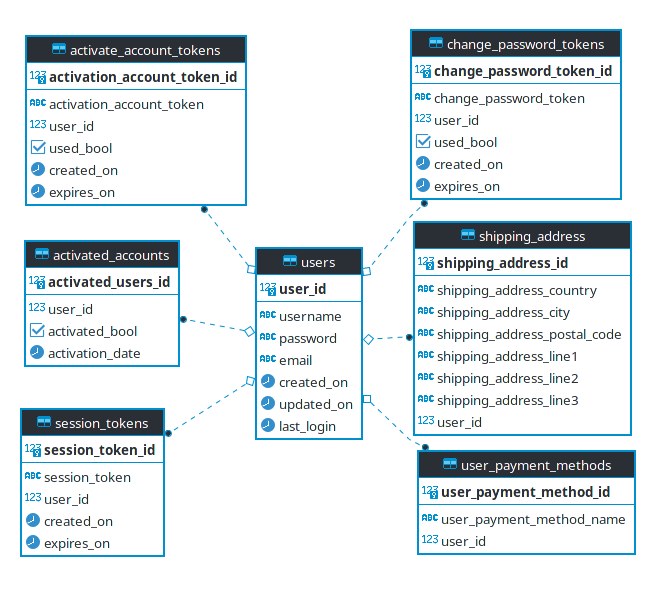 activate_account_tokens
123 activation_account_token_id
ABC activation_account_token
123 user_id
used_bool
created_on
expires_on
change_password_tokens
123 change_password_token_id
ABC change_password_token
123 user_id
used_bool
created_on
expires_on
activated_accounts
123 activated_users_id
123 user_id
activated_bool
activation_date
users
123 user_id
ABC username
ABC password
ABC email
created_on
updated_on
last_login
shipping_address
123 shipping_address_id
ABC shipping_address_country
ABC shipping_address_city
ABC shipping_address_postal_code
ABC shipping_address_line1
ABC shipping_address_line2
ABC shipping_address_line3
123 user_id
session_tokens
123 session_token_id
ABC session_token
123 user_id
created_on
expires_on
user_payment_methods
123 user_payment_method_id
ABC user_payment_method_name
123 user_id